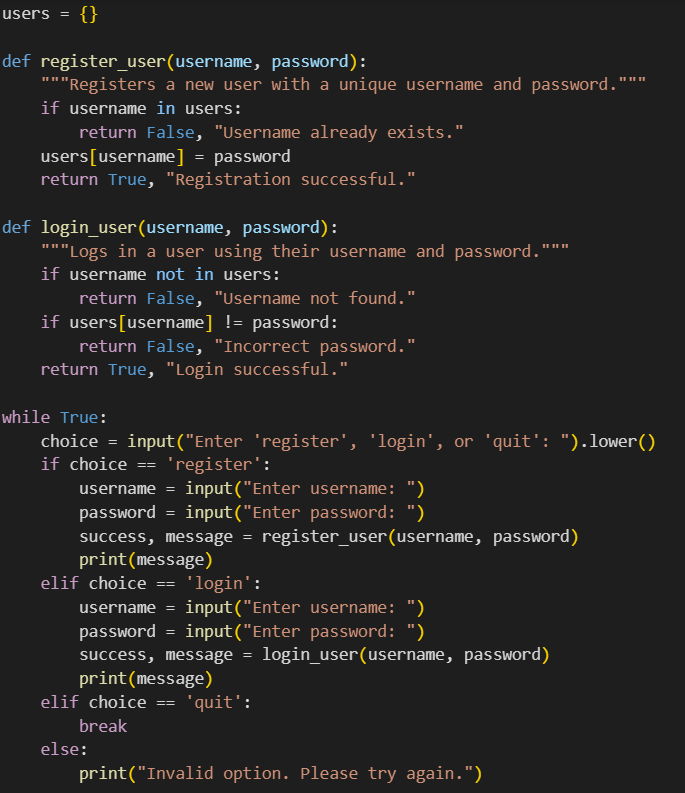 users = {}

def register_user(username, password):
    """Registers a new user with a unique username and password."""
    if username in users:
        return False, "Username already exists."
    users[username] = password
    return True, "Registration successful."

def login_user(username, password):
    """Logs in a user using their username and password."""
    if username not in users:
        return False, "Username not found."
    if users[username] != password:
        return False, "Incorrect password."
    return True, "Login successful."

while True:
    choice = input("Enter 'register', 'login', or 'quit': ").lower()
    if choice == 'register':
        username = input("Enter username: ")
        password = input("Enter password: ")
        success, message = register_user(username, password)
        print(message)
    elif choice == 'login':
        username = input("Enter username: ")
        password = input("Enter password: ")
        success, message = login_user(username, password)
        print(message)
    elif choice == 'quit':
        break
    else:
        print("Invalid option. Please try again.")